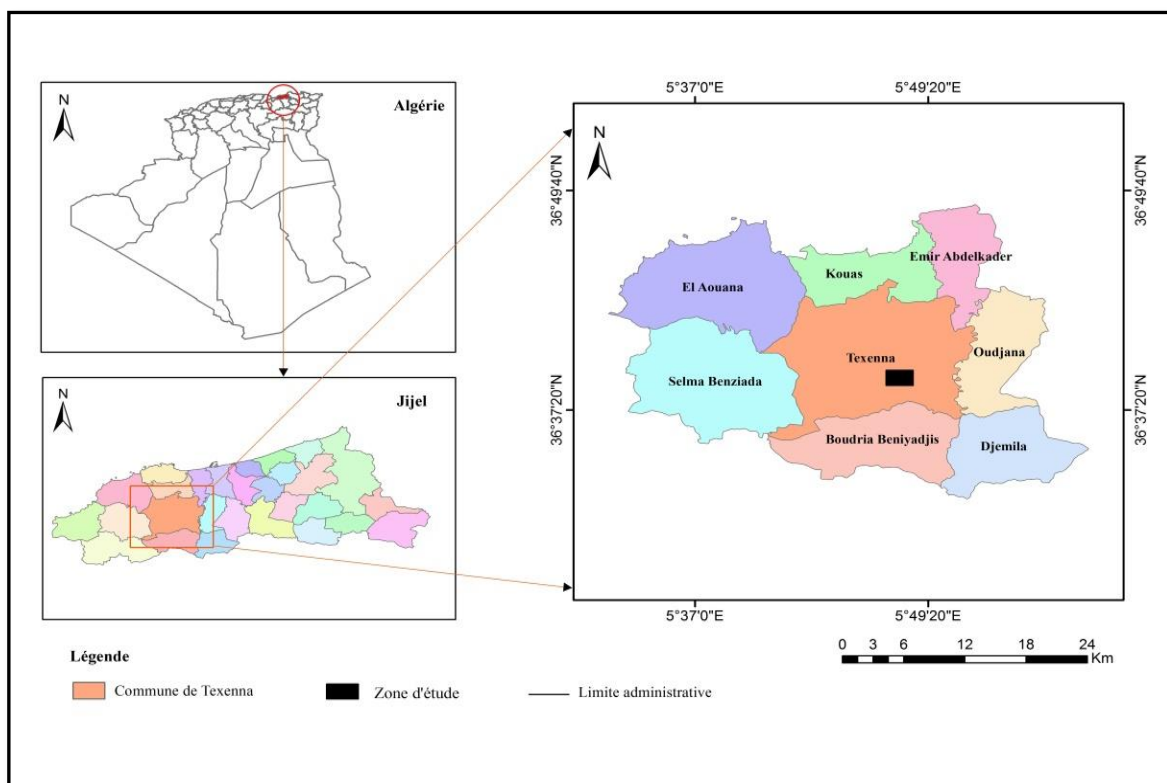 N
Algérie
N
Jijel
5°37'0"E
5°49'20"E
N
36°49'40"N
36°49'40"N
Emir Abdelkader
Kouas
El Aouana
Texenna
Oudjana
Selma Benziada
36°37'20"N
36°37'20"N
Boudria Beniyadjis
Djemila
5°37'0"E
5°49'20"E
0 3 6 12 18 24
Km
Légende
Commune de Texenna
Zone d'étude
Limite administrative